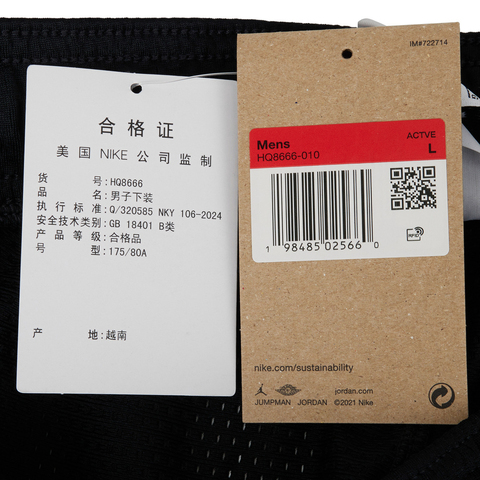 合格证
美国 NIKE 公司监制
货 号:HQ8666
品 名:男子下装
执行标准:Q/320585 NKY 106-2024
安全技术类别:GB 18401 B类
产品等级:合格品
号 型:175/80A
产 地:越南
IM#722714
Mens
HQ8666-010
ACTVE
L
1 98485 02566 0
RFID
nike.com/sustainability
JUMPMAN JORDAN
jordan.com
©2021 Nike